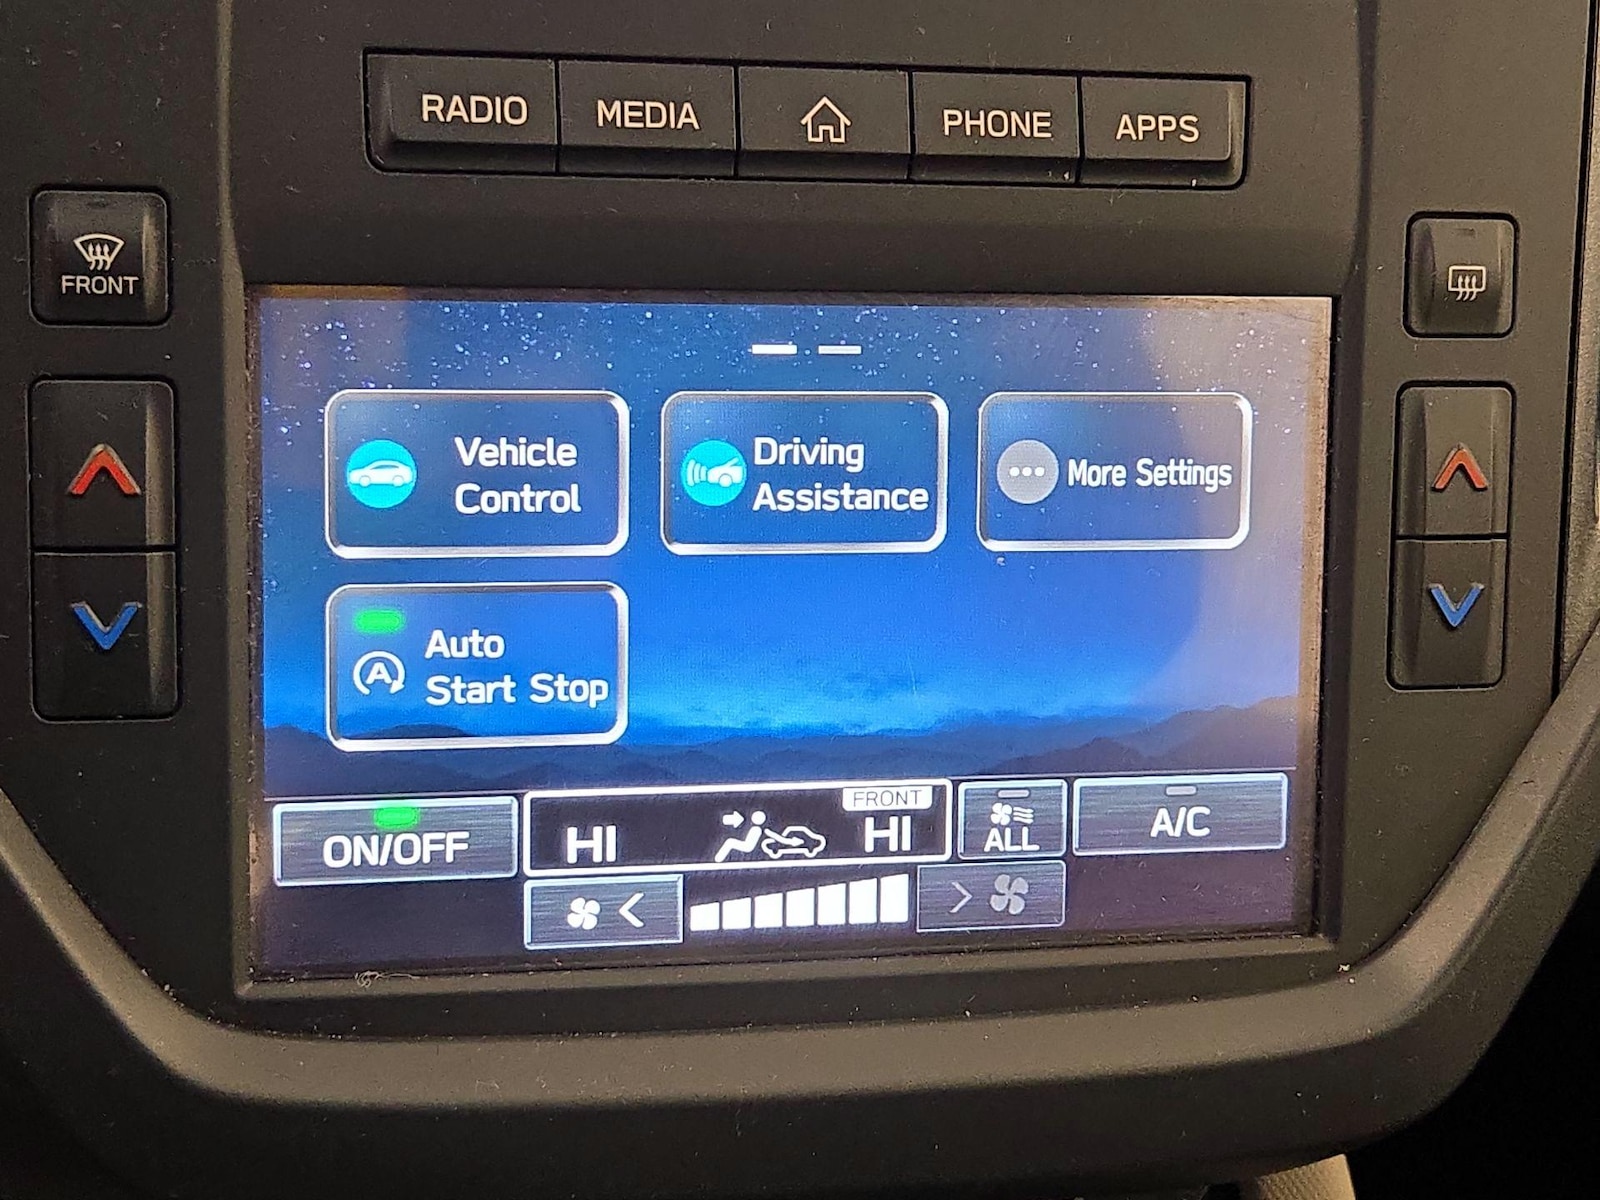 RADIO MEDIA PHONE APPS
FRONT
Vehicle
Control
Driving
Assistance
More Settings
A
Auto
Start Stop
ON/OFF
FRONT
HI HI
ALL
A/C